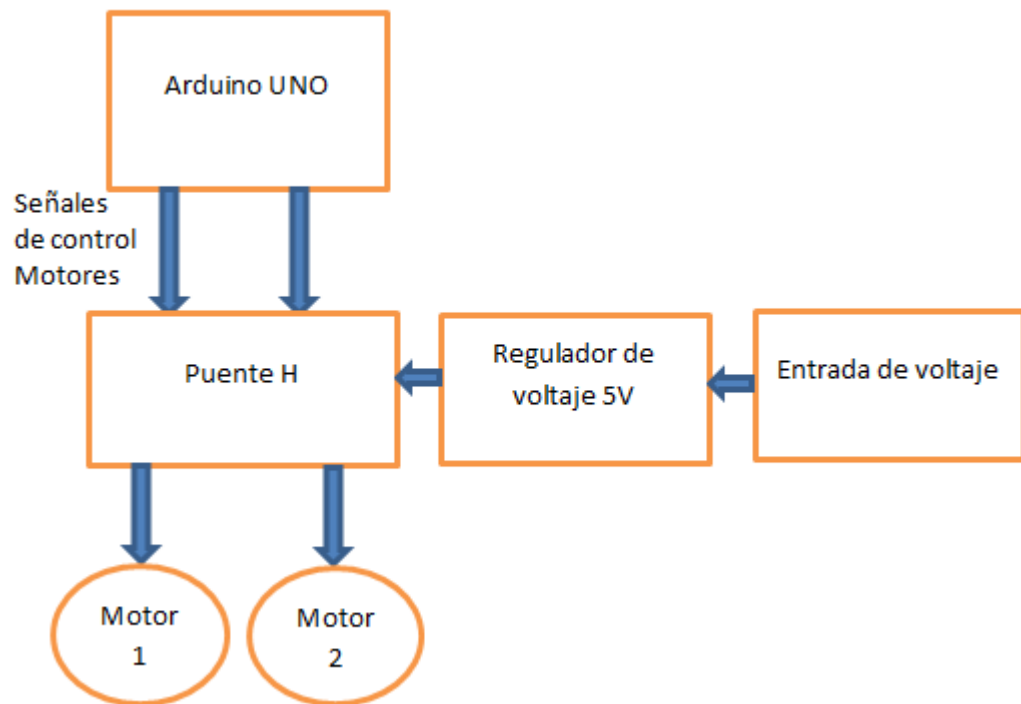 Arduino UNO
Señales
de control
Motores
Puente H
Regulador de
voltaje 5V
Entrada de voltaje
Motor
1
Motor
2